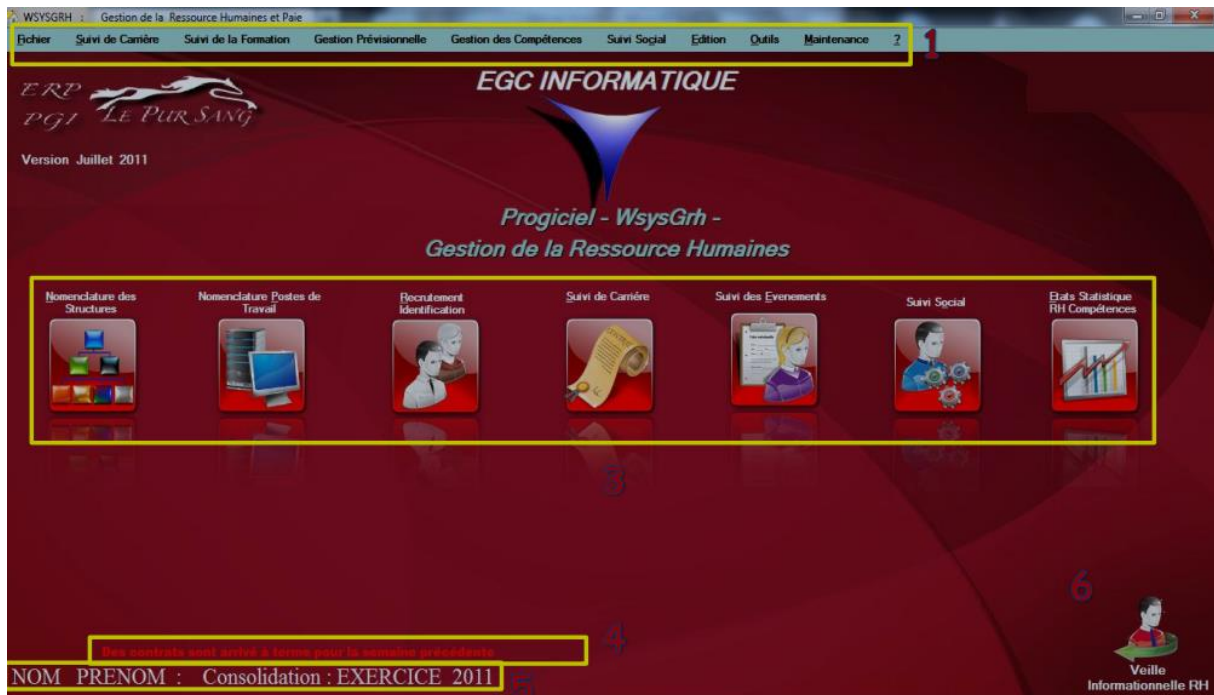 WSYSGRH : Gestion de la Ressource Humaines et Paie
Fichier Suivi de Carrière Suivi de la Formation Gestion Prévisionnelle Gestion des Compétences Suivi Social Edition Outils Maintenance ?
1
ERP
PGI LE PUR SANG
EGC INFORMATIQUE
Version Juillet 2011
Progiciel - WsysGrh -
Gestion de la Ressource Humaines
Nomenclature des
Structures
Nomenclature Postes de
Travail
Recrutement
Identification
Suivi de Carriére
Suivi des Evenements
Suivi Social
Etats Statistique
RH Compétences
3
6
4
Des contrats sont arrivé à terme pour la semaine précédente
NOM PRENOM : Consolidation : EXERCICE 2011
5
Veille
Informationnelle RH